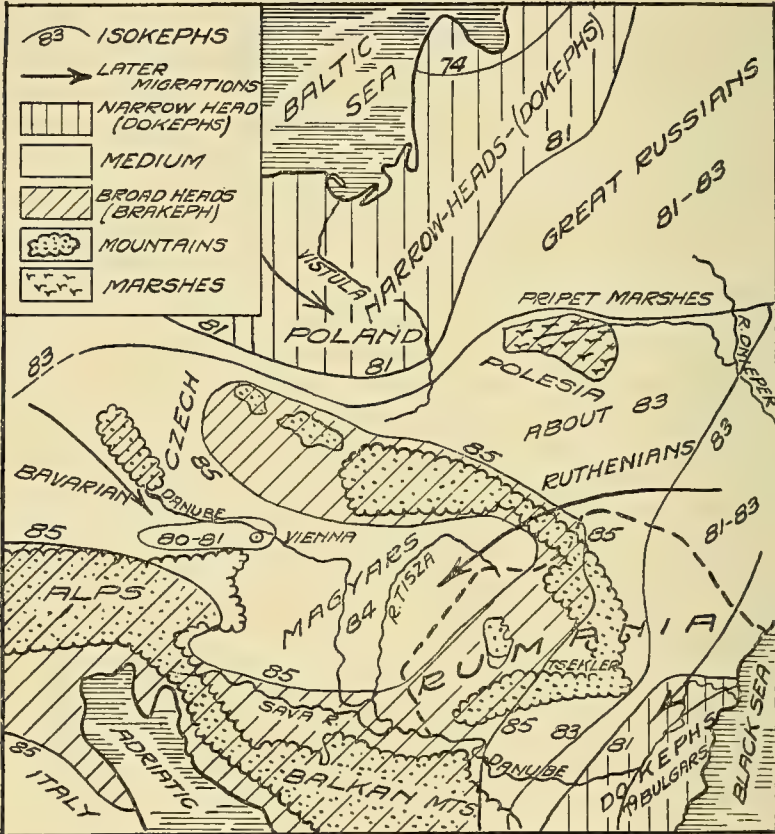 83 ISOKEPHS
LATER
MIGRATIONS
NARROW HEAD
(DOKEPHS)
MEDIUM
BROAD HEADS
(BRAKEPH)
MOUNTAINS
MARSHES
BALTIC
SEA
74
NARROW-HEADS-(DOKEPHS)
81
GREAT RUSSIANS
81-83
VISTULA
PRIPET MARSHES
R. DNIEPER
81
POLAND
81
POLESIA
83
ABOUT 83
CZECH
85
85
RUTHENIANS
83
BAVARIAN
DANUBE
85
81-83
85
80-81
VIENNA
MAGYARS
84
R. TISZA
ALPS
RUMANIA
TSEKLER
85
SAVA R.
85
83
81
DANUBE
DOKEPHS
BULGARS
BLACK SEA
85
ITALY
ADRIATIC
BALKAN MTS.